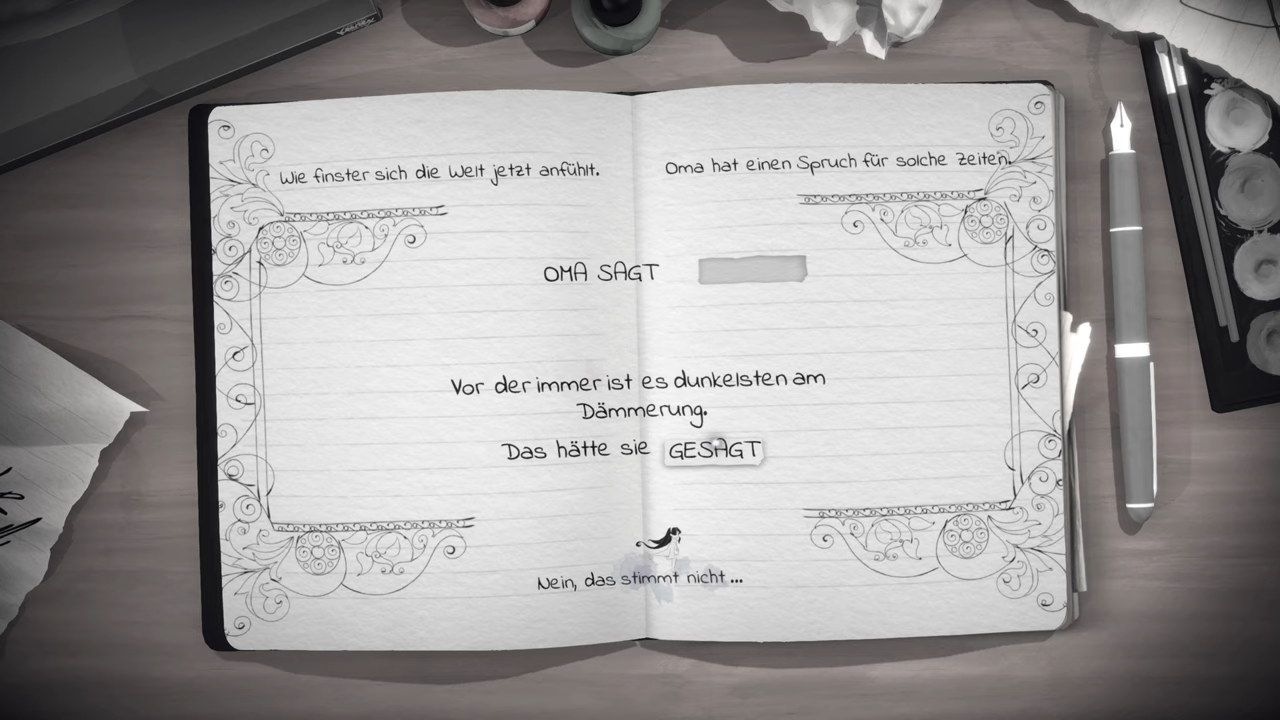 Wie finster sich die Welt jetzt anfühlt.
Oma hat einen Spruch für solche Zeiten.
OMA SAGT
Vor der immer ist es dunkelsten am
Dämmerung.
Das hätte sie GESAGT
Nein, das stimmt nicht ...